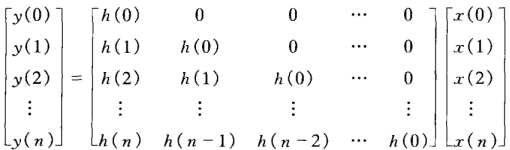 y(0) h(0) 0 0 ⋯ 0 x(0)
y(1) h(1) h(0) 0 ⋯ 0 x(1)
y(2) = h(2) h(1) h(0) ⋯ 0 x(2)
⋮ ⋮ ⋮ ⋮ ⋮ ⋮
y(n) h(n) h(n-1) h(n-2) ⋯ h(0) x(n)